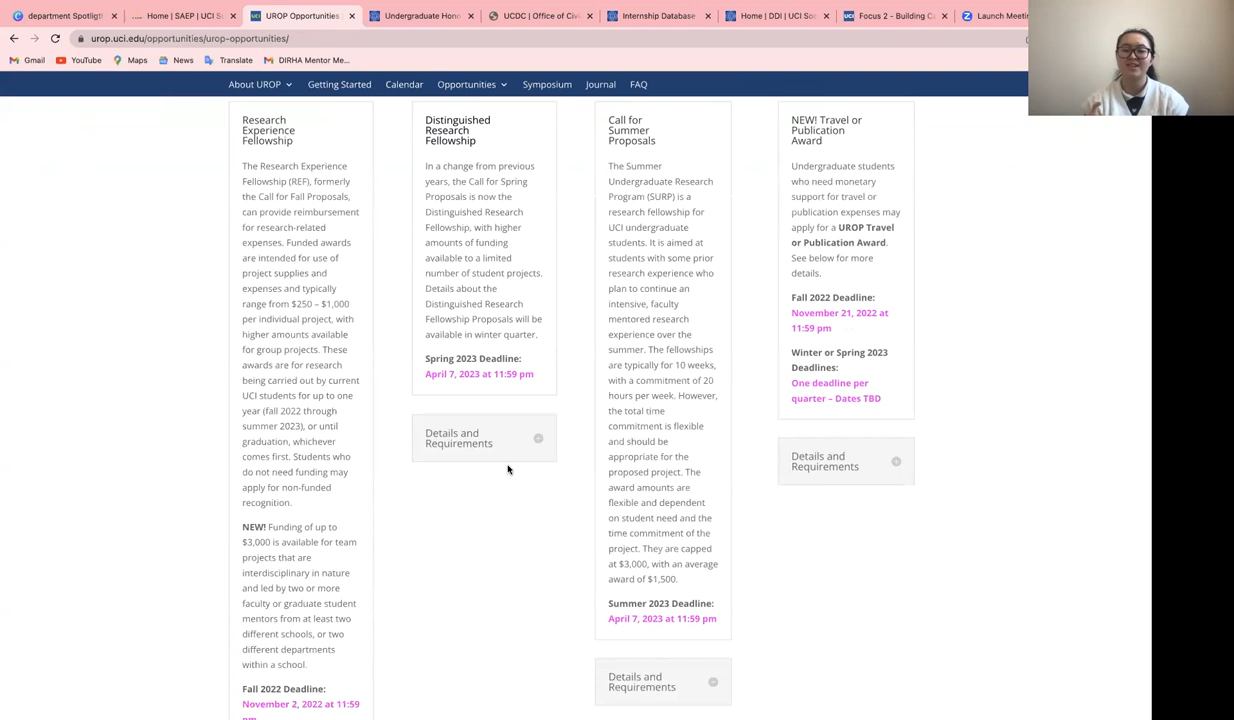 department Spotligh
Home | SAEP | UCI S
UROP Opportunities
Undergraduate Hono
UCDC | Office of Civi
Internship Database
Home | DDI | UCI So
Focus 2 - Building Ca
Launch Meeti
urop.uci.edu/opportunities/urop-opportunities/
Gmail
YouTube
Maps
News
Translate
DIRHA Mentor Me...
About UROP
Getting Started
Calendar
Opportunities
Symposium
Journal
FAQ
Research
Experience
Fellowship
The Research Experience
Fellowship (REF), formerly
the Call for Fall Proposals,
can provide reimbursement
for research-related
expenses. Funded awards
are intended for use of
project supplies and
expenses and typically
range from $250 – $1,000
per individual project, with
higher amounts available
for group projects. These
awards are for research
being carried out by current
UCI students for up to one
year (fall 2022 through
summer 2023), or until
graduation, whichever
comes first. Students who
do not need funding may
apply for non-funded
recognition.
NEW! Funding of up to
$3,000 is available for team
projects that are
interdisciplinary in nature
and led by two or more
faculty or graduate student
mentors from at least two
different schools, or two
different departments
within a school.
Fall 2022 Deadline:
November 2, 2022 at 11:59
pm
Distinguished
Research
Fellowship
In a change from previous
years, the Call for Spring
Proposals is now the
Distinguished Research
Fellowship, with higher
amounts of funding
available to a limited
number of student projects.
Details about the
Distinguished Research
Fellowship Proposals will be
available in winter quarter.
Spring 2023 Deadline:
April 7, 2023 at 11:59 pm
Details and
Requirements
Call for
Summer
Proposals
The Summer
Undergraduate Research
Program (SURP) is a
research fellowship for
UCI undergraduate
students. It is aimed at
students with some prior
research experience who
plan to continue an
intensive, faculty
mentored research
experience over the
summer. The fellowships
are typically for 10 weeks,
with a commitment of 20
hours per week. However,
the total time
commitment is flexible
and should be
appropriate for the
proposed project. The
award amounts are
flexible and dependent
on student need and the
time commitment of the
project. They are capped
at $3,000, with an average
award of $1,500.
Summer 2023 Deadline:
April 7, 2023 at 11:59 pm
Details and
Requirements
NEW! Travel or
Publication
Award
Undergraduate students
who need monetary
support for travel or
publication expenses may
apply for a UROP Travel
or Publication Award.
See below for more
details.
Fall 2022 Deadline:
November 21, 2022 at
11:59 pm
Winter or Spring 2023
Deadlines:
One deadline per
quarter – Dates TBD
Details and
Requirements